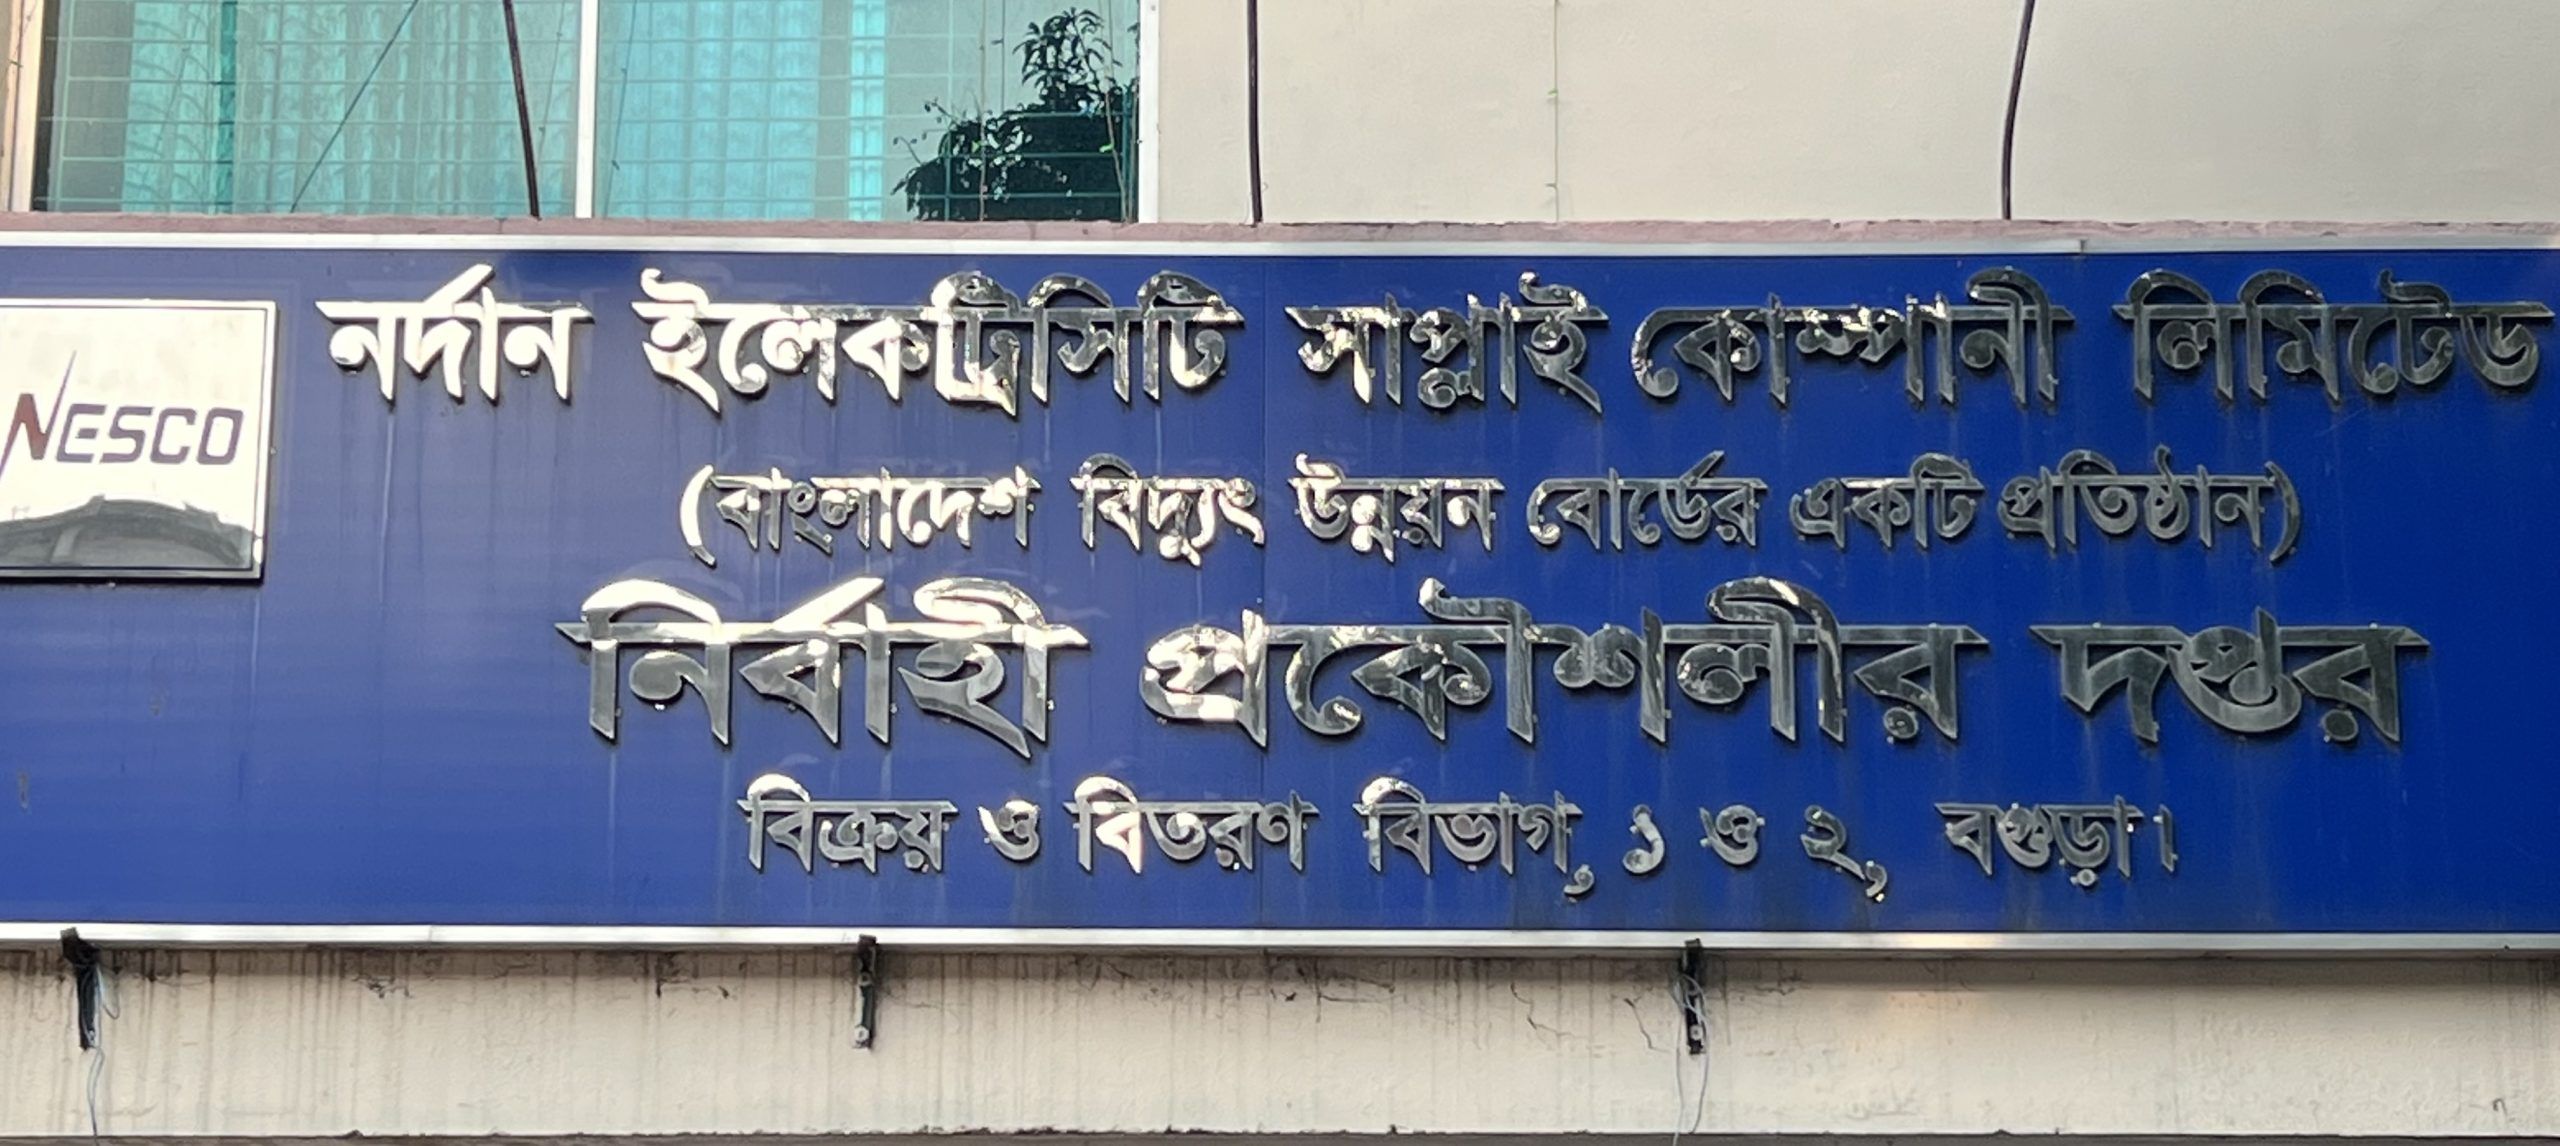 NESCO
নর্দান ইলেকট্রিসিটি সাপ্লাই কোম্পানী লিমিটেড
(বাংলাদেশ বিদ্যুৎ উন্নয়ন বোর্ডের একটি প্রতিষ্ঠান)
নির্বাহী প্রকৌশলীর দপ্তর
বিক্রয় ও বিতরণ বিভাগ, ১ ও ২, বগুড়া।